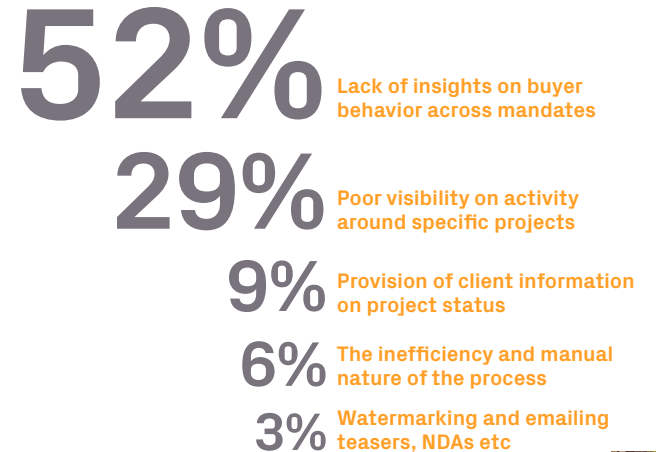 52%
Lack of insights on buyer
behavior across mandates
29%
Poor visibility on activity
around specific projects
9%
Provision of client information
on project status
6%
The inefficiency and manual
nature of the process
3%
Watermarking and emailing
teasers, NDAs etc